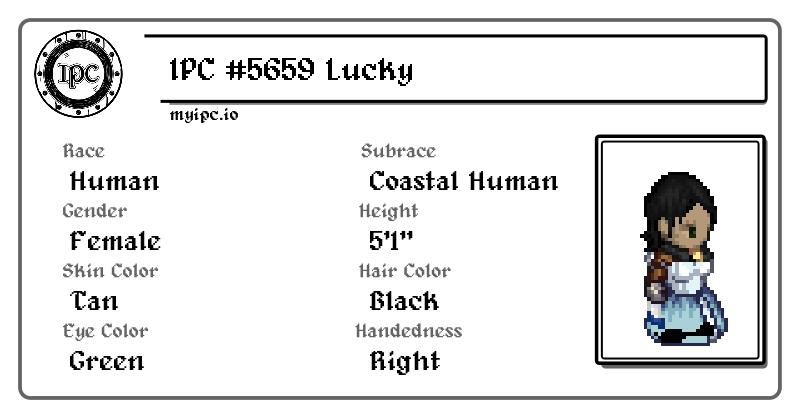 IPC
IPC #5659 Lucky
myipc.io
Race
Human
Subrace
Coastal Human
Gender
Female
Height
5'1"
Skin Color
Tan
Hair Color
Black
Eye Color
Green
Handedness
Right